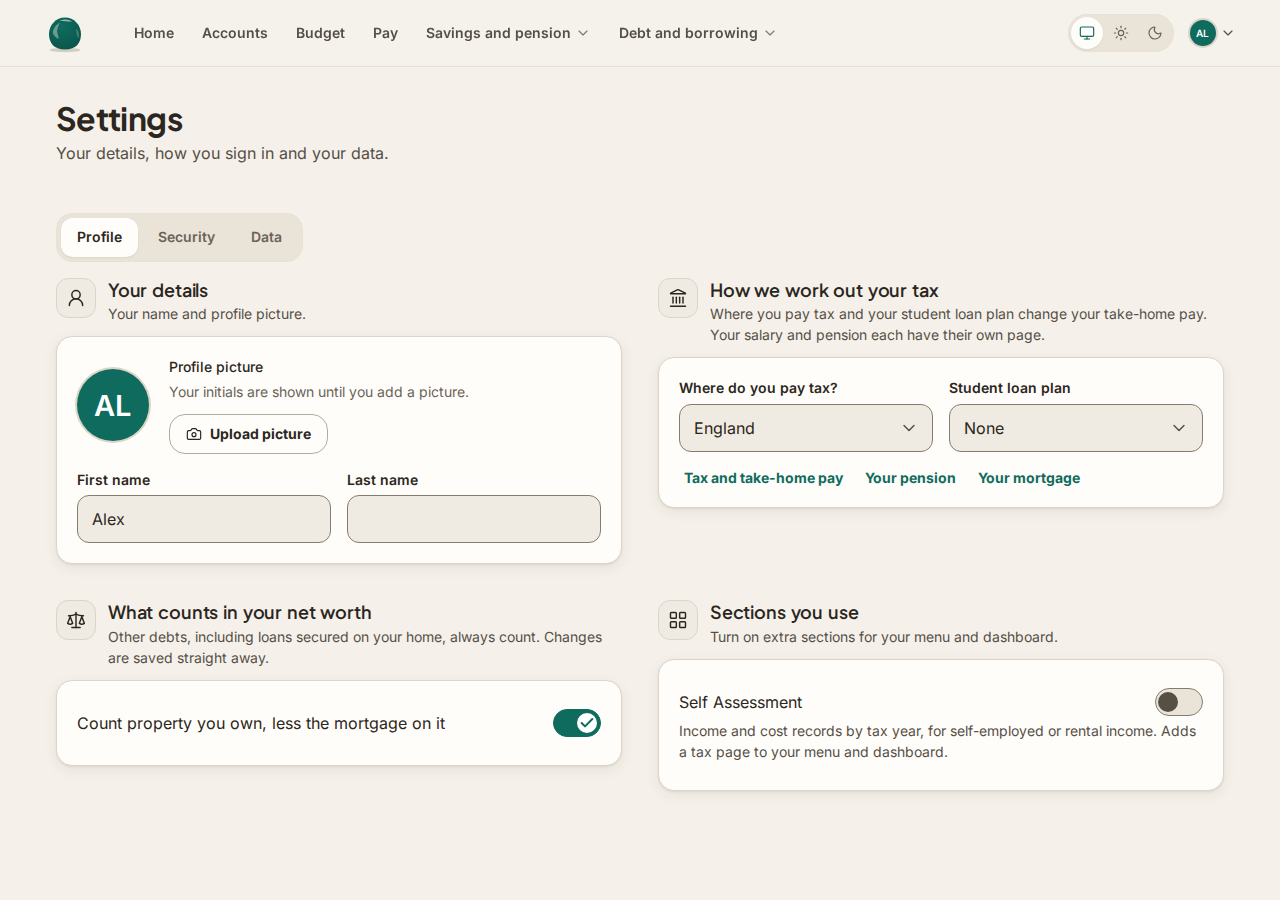 Home Accounts Budget Pay Savings and pension Debt and borrowing AL
Settings
Your details, how you sign in and your data.
Profile Security Data
Your details
Your name and profile picture.
AL
Profile picture
Your initials are shown until you add a picture.
Upload picture
First name Last name
Alex
How we work out your tax
Where you pay tax and your student loan plan change your take-home pay.
Your salary and pension each have their own page.
Where do you pay tax? Student loan plan
England None
Tax and take-home pay Your pension Your mortgage
What counts in your net worth
Other debts, including loans secured on your home, always count. Changes
are saved straight away.
Count property you own, less the mortgage on it
Sections you use
Turn on extra sections for your menu and dashboard.
Self Assessment
Income and cost records by tax year, for self-employed or rental income. Adds
a tax page to your menu and dashboard.